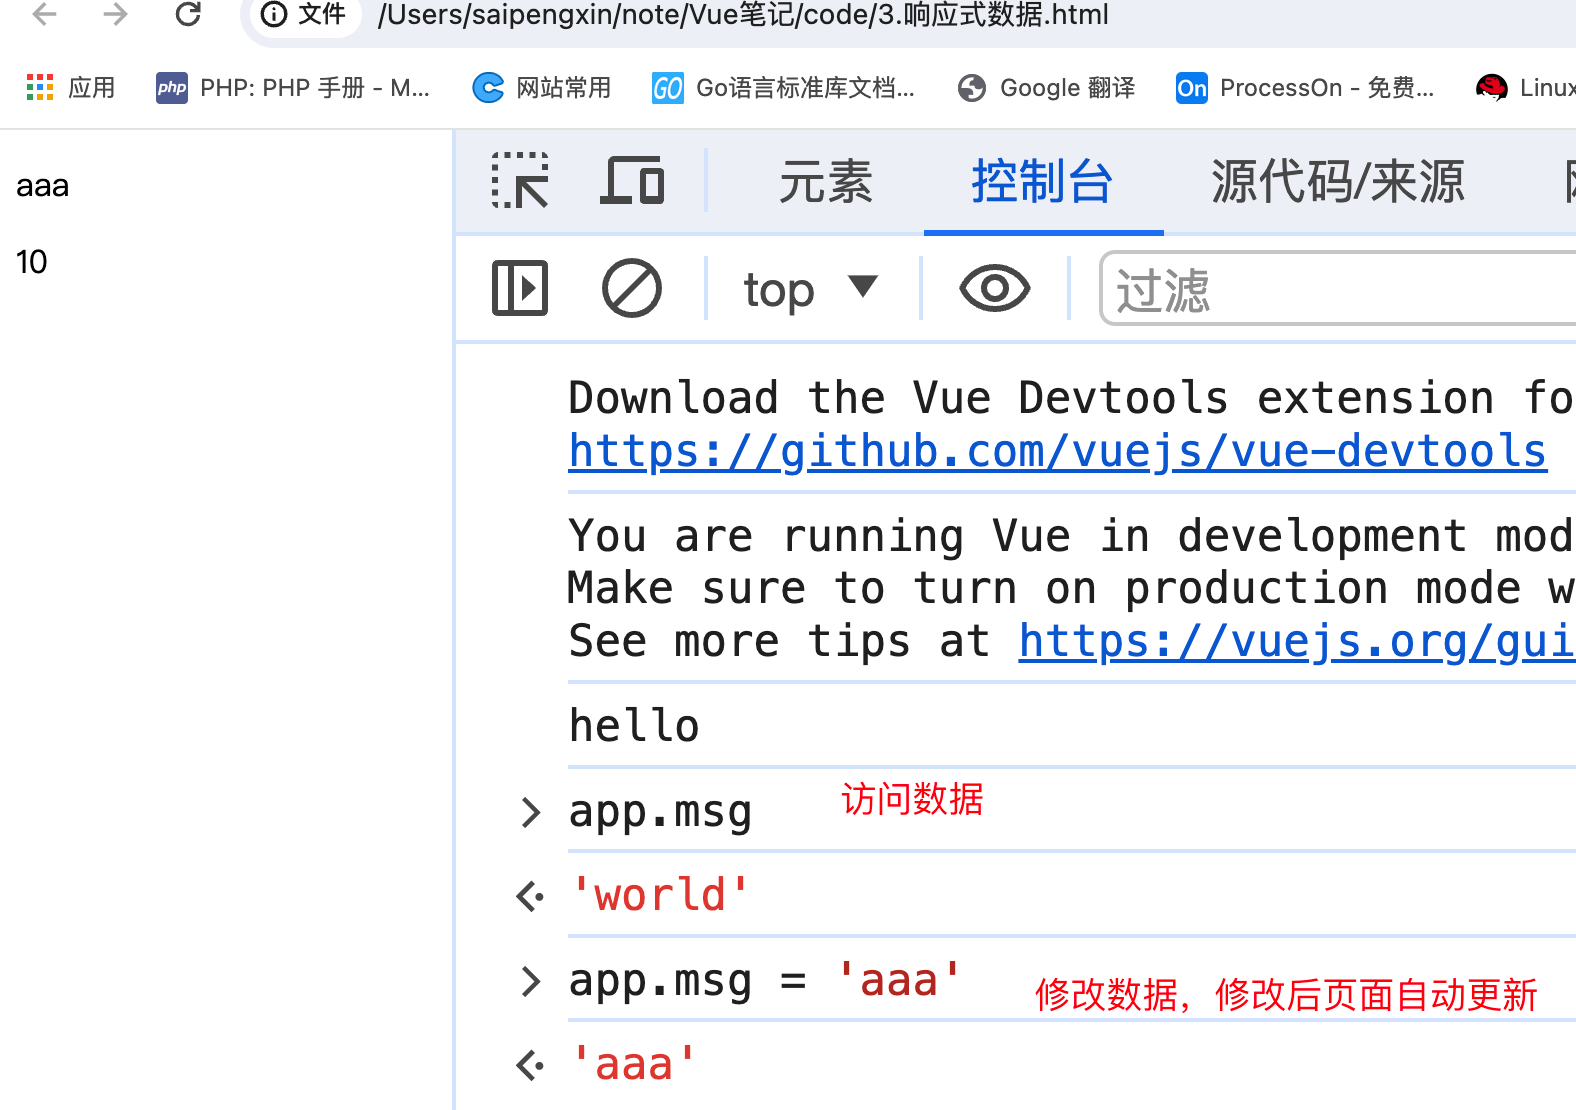 文件 /Users/saipengxin/note/Vue笔记/code/3.响应式数据.html
应用 php PHP: PHP 手册 - M... 网站常用 GO Go语言标准库文档... Google 翻译 On ProcessOn - 免费... Linux
aaa
10
元素 控制台 源代码/来源
top 过滤
Download the Vue Devtools extension fo
https://github.com/vuejs/vue-devtools
You are running Vue in development mod
Make sure to turn on production mode w
See more tips at https://vuejs.org/gui
hello
app.msg 访问数据
'world'
app.msg = 'aaa' 修改数据，修改后页面自动更新
'aaa'